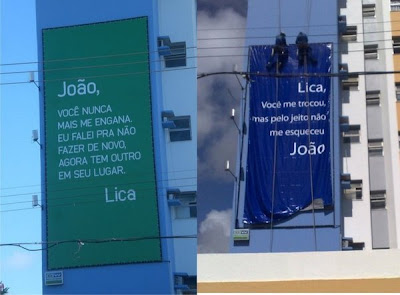 João,
VOCÊ NUNCA
MAIS ME ENGANA.
EU FALEI PRA NÃO
FAZER DE NOVO,
AGORA TEM OUTRO
EM SEU LUGAR.
Lica
Lica,
Você me trocou,
mas pelo jeito não
me esqueceu
João